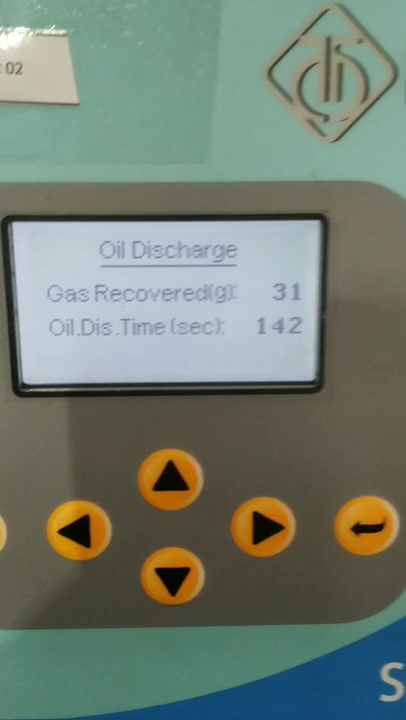 02
Oil Discharge
Gas Recovered(g): 31
Oil.Dis.Time (sec): 142
S